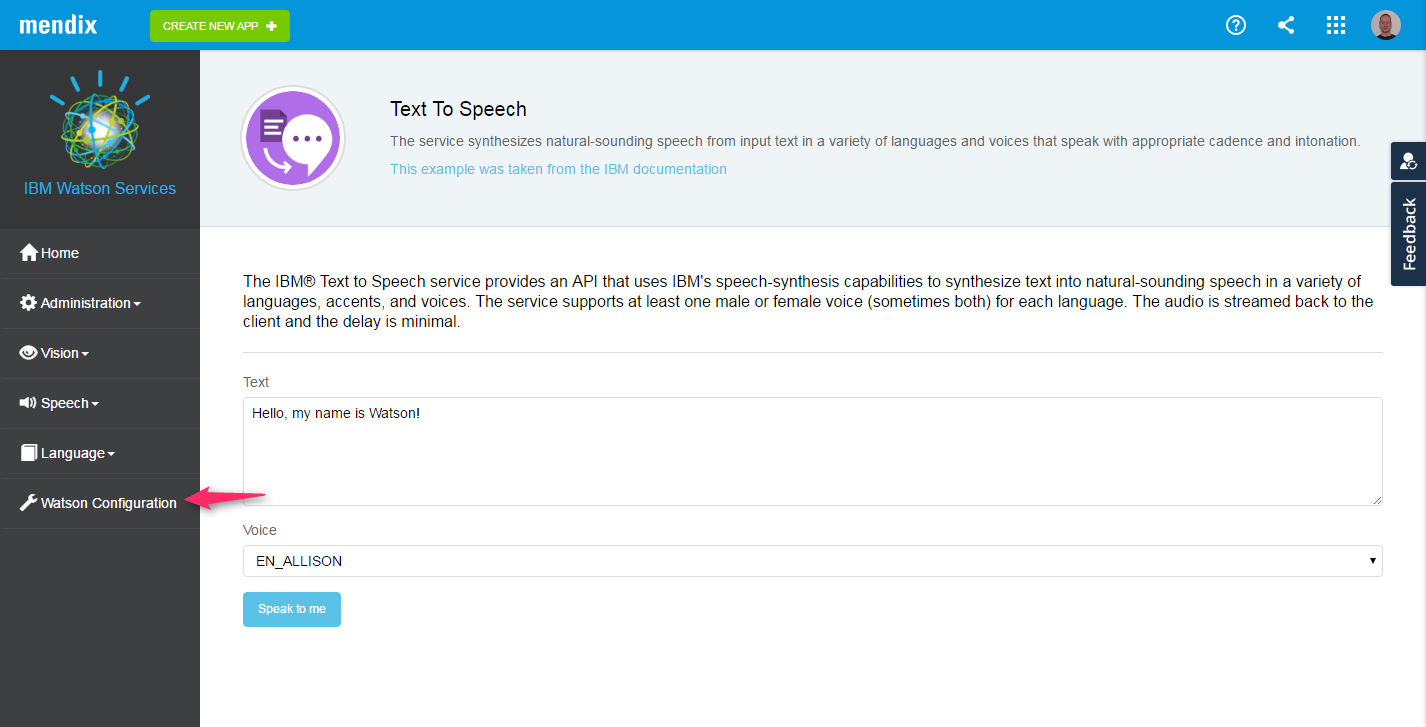 mendix
CREATE NEW APP
IBM Watson Services
Home
Administration
Vision
Speech
Language
Watson Configuration
Text To Speech
The service synthesizes natural-sounding speech from input text in a variety of languages and voices that speak with appropriate cadence and intonation.
This example was taken from the IBM documentation
Feedback
The IBM® Text to Speech service provides an API that uses IBM's speech-synthesis capabilities to synthesize text into natural-sounding speech in a variety of
languages, accents, and voices. The service supports at least one male or female voice (sometimes both) for each language. The audio is streamed back to the
client and the delay is minimal.
Text
Hello, my name is Watson!
Voice
EN_ALLISON
Speak to me